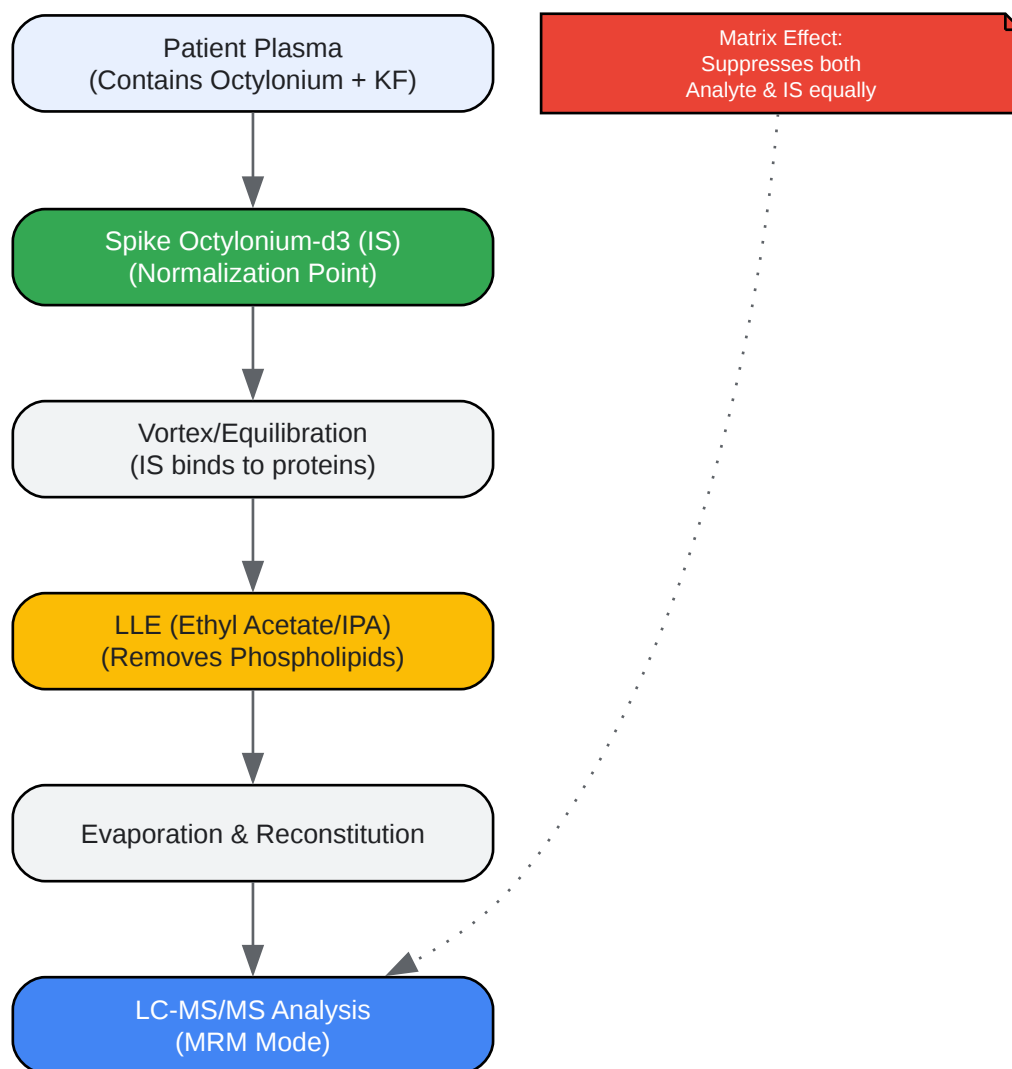 Patient Plasma
(Contains Octylonium + KF)
Matrix Effect:
Suppresses both
Analyte & IS equally
Spike Octylonium-d3 (IS)
(Normalization Point)
Vortex/Equilibration
(IS binds to proteins)
LLE (Ethyl Acetate/IPA)
(Removes Phospholipids)
Evaporation & Reconstitution
LC-MS/MS Analysis
(MRM Mode)